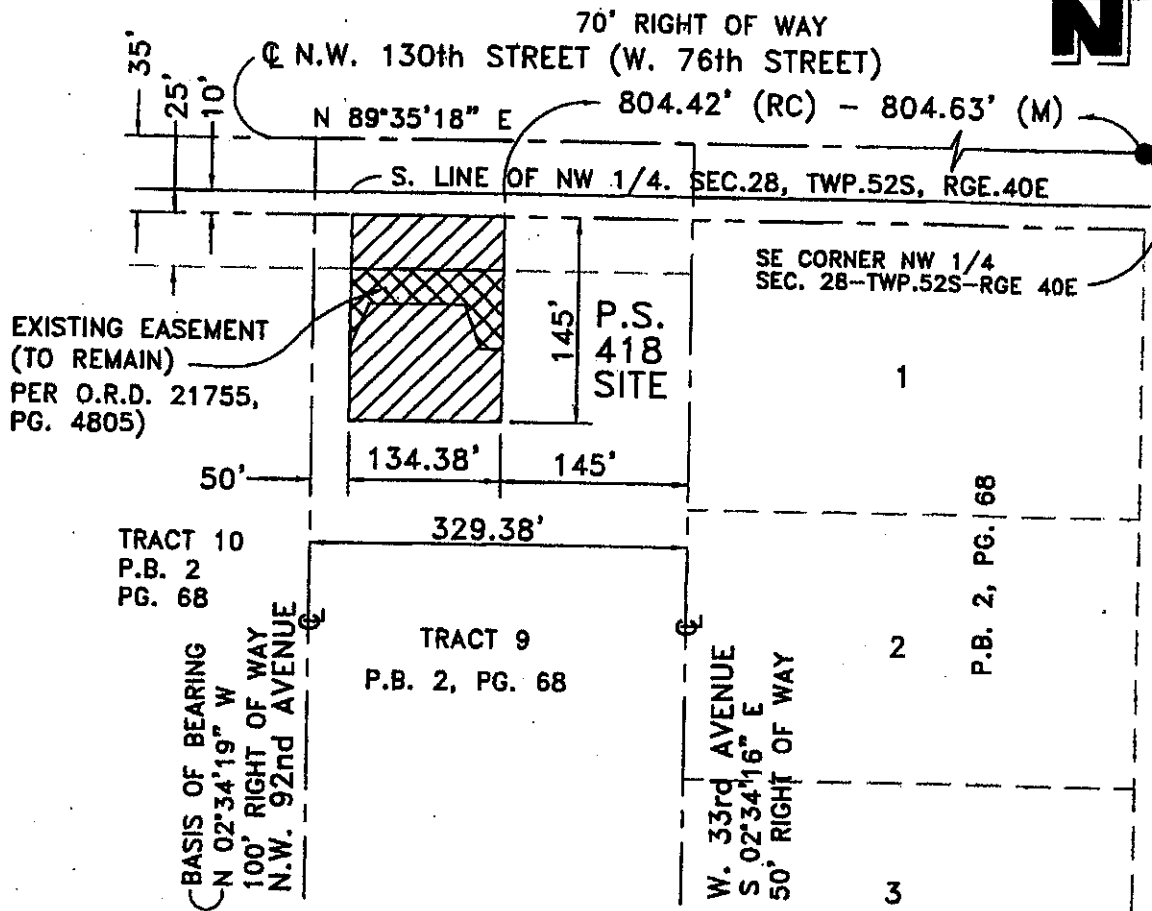 N
70' RIGHT OF WAY
℄ N.W. 130th STREET (W. 76th STREET)
35'
25'
10'
N 89°35'18" E
804.42' (RC) - 804.63' (M)
S. LINE OF NW 1/4. SEC.28, TWP.52S, RGE.40E
SE CORNER NW 1/4
SEC. 28-TWP.52S-RGE 40E
EXISTING EASEMENT
(TO REMAIN)
PER O.R.D. 21755,
PG. 4805)
145'
P.S.
418
SITE
1
50'
134.38'
145'
329.38'
TRACT 10
P.B. 2
PG. 68
P.B. 2, PG. 68
℄
℄
TRACT 9
P.B. 2, PG. 68
2
BASIS OF BEARING
N 02°34'19" W
100' RIGHT OF WAY
N.W. 92nd AVENUE
W. 33rd AVENUE
S 02°34'16" E
50' RIGHT OF WAY
3